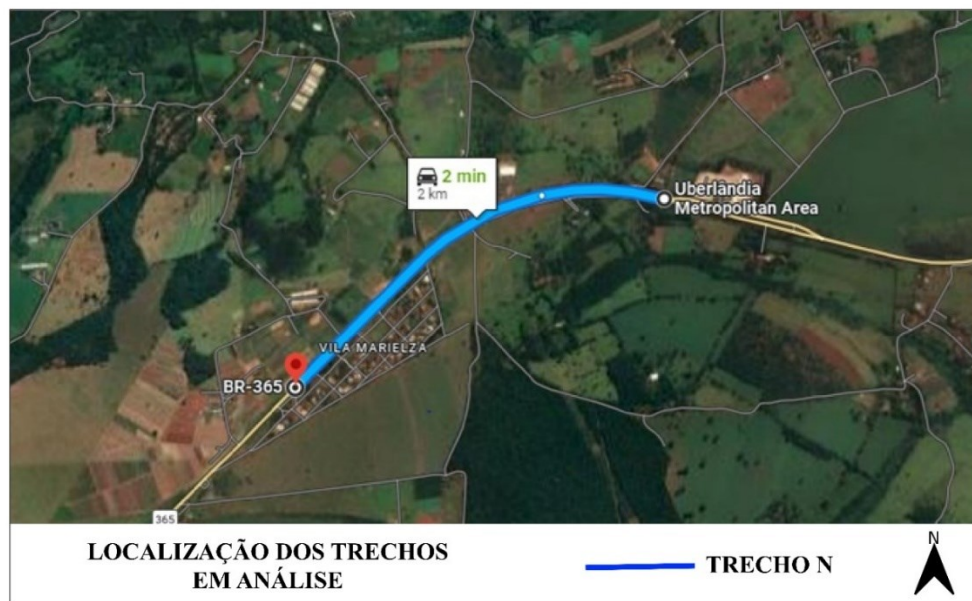 2 min
2 km
Uberlândia
Metropolitan Area
VILA MARIELZA
BR-365
365
LOCALIZAÇÃO DOS TRECHOS
EM ANÁLISE
TRECHO N
N